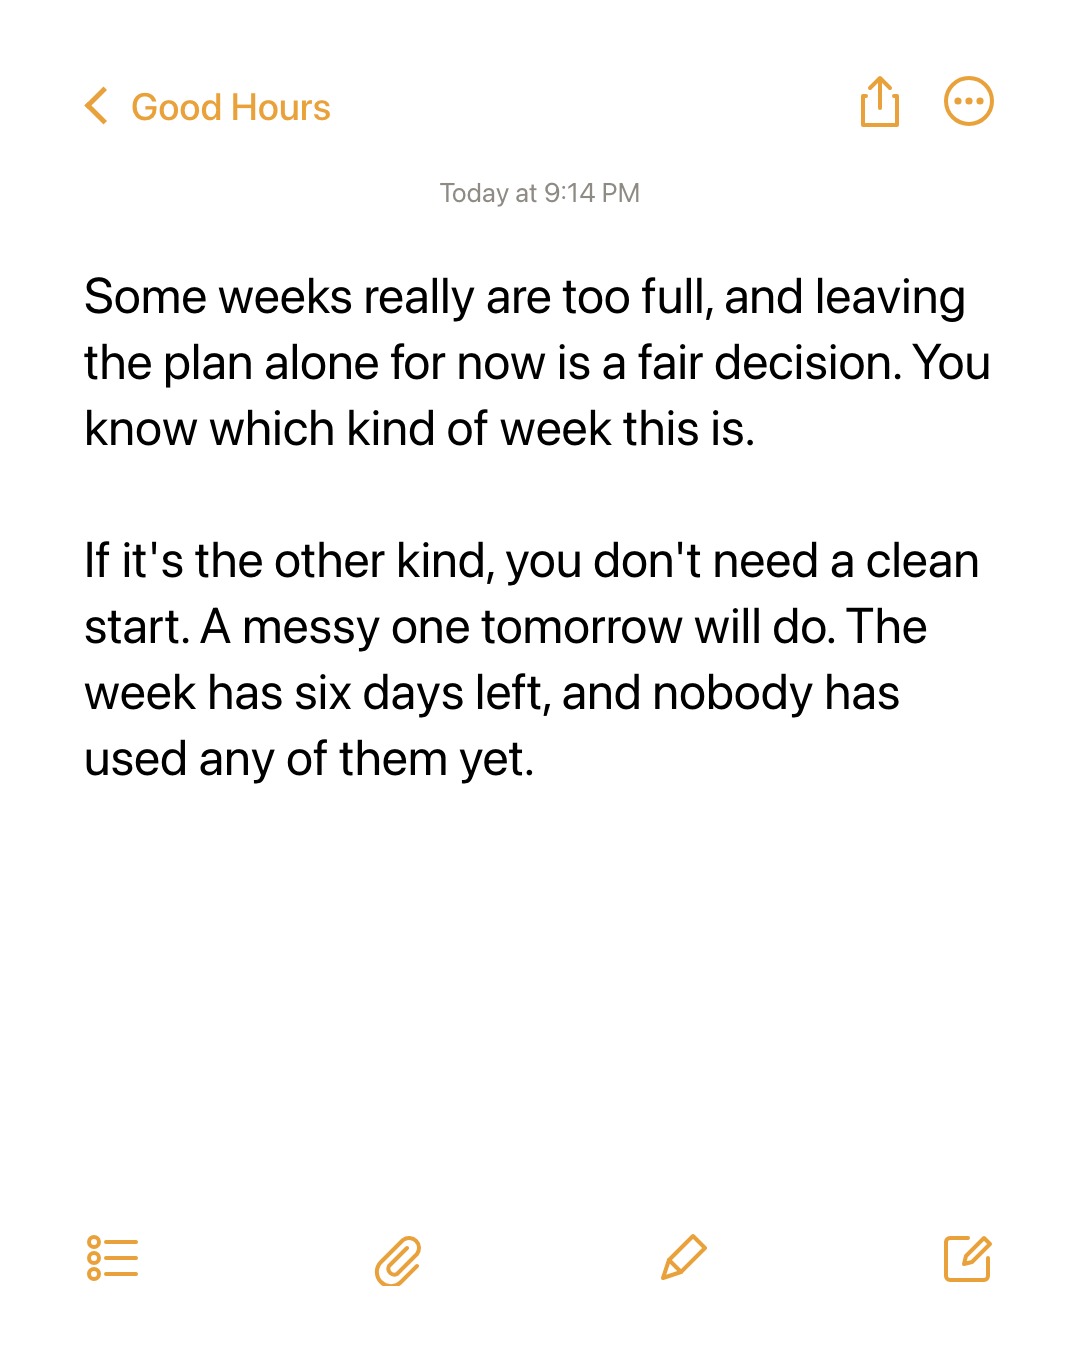 Good Hours
Today at 9:14 PM
Some weeks really are too full, and leaving
the plan alone for now is a fair decision. You
know which kind of week this is.
If it's the other kind, you don't need a clean
start. A messy one tomorrow will do. The
week has six days left, and nobody has
used any of them yet.